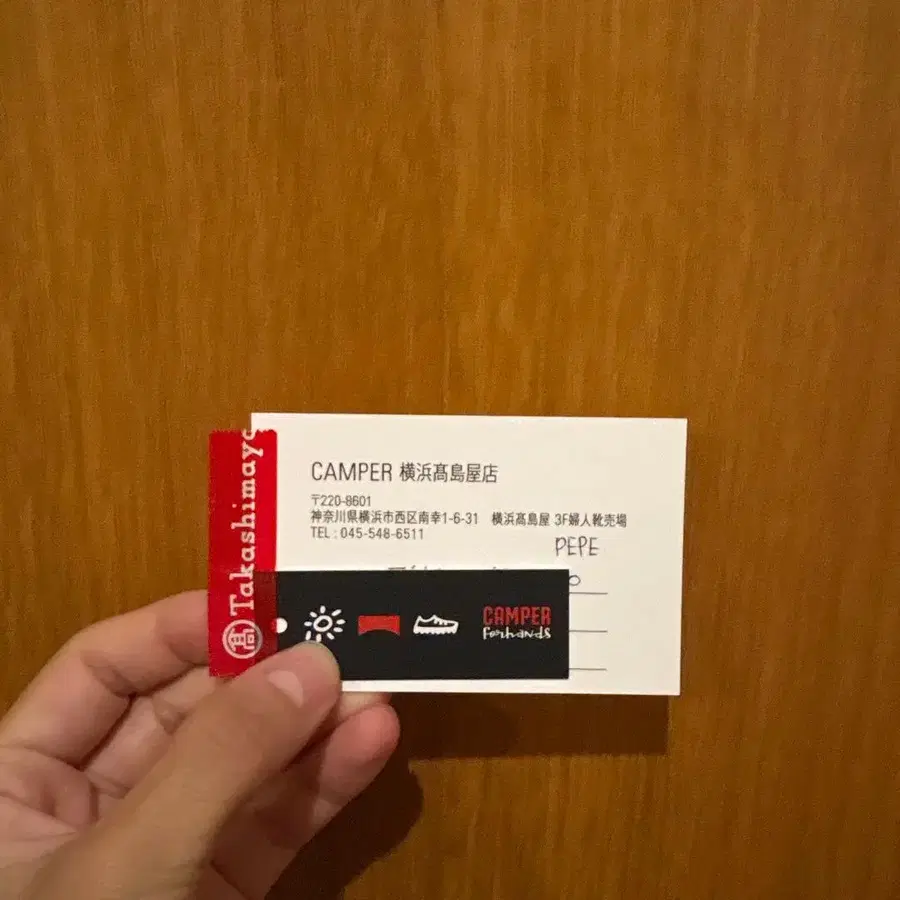 CAMPER 横浜髙島屋店
〒220-8601
神奈川県横浜市西区南幸1-6-31 横浜髙島屋 3F婦人靴売場
TEL : 045-548-6511
PEPE
Takashimaya
髙
CAMPER
forhands